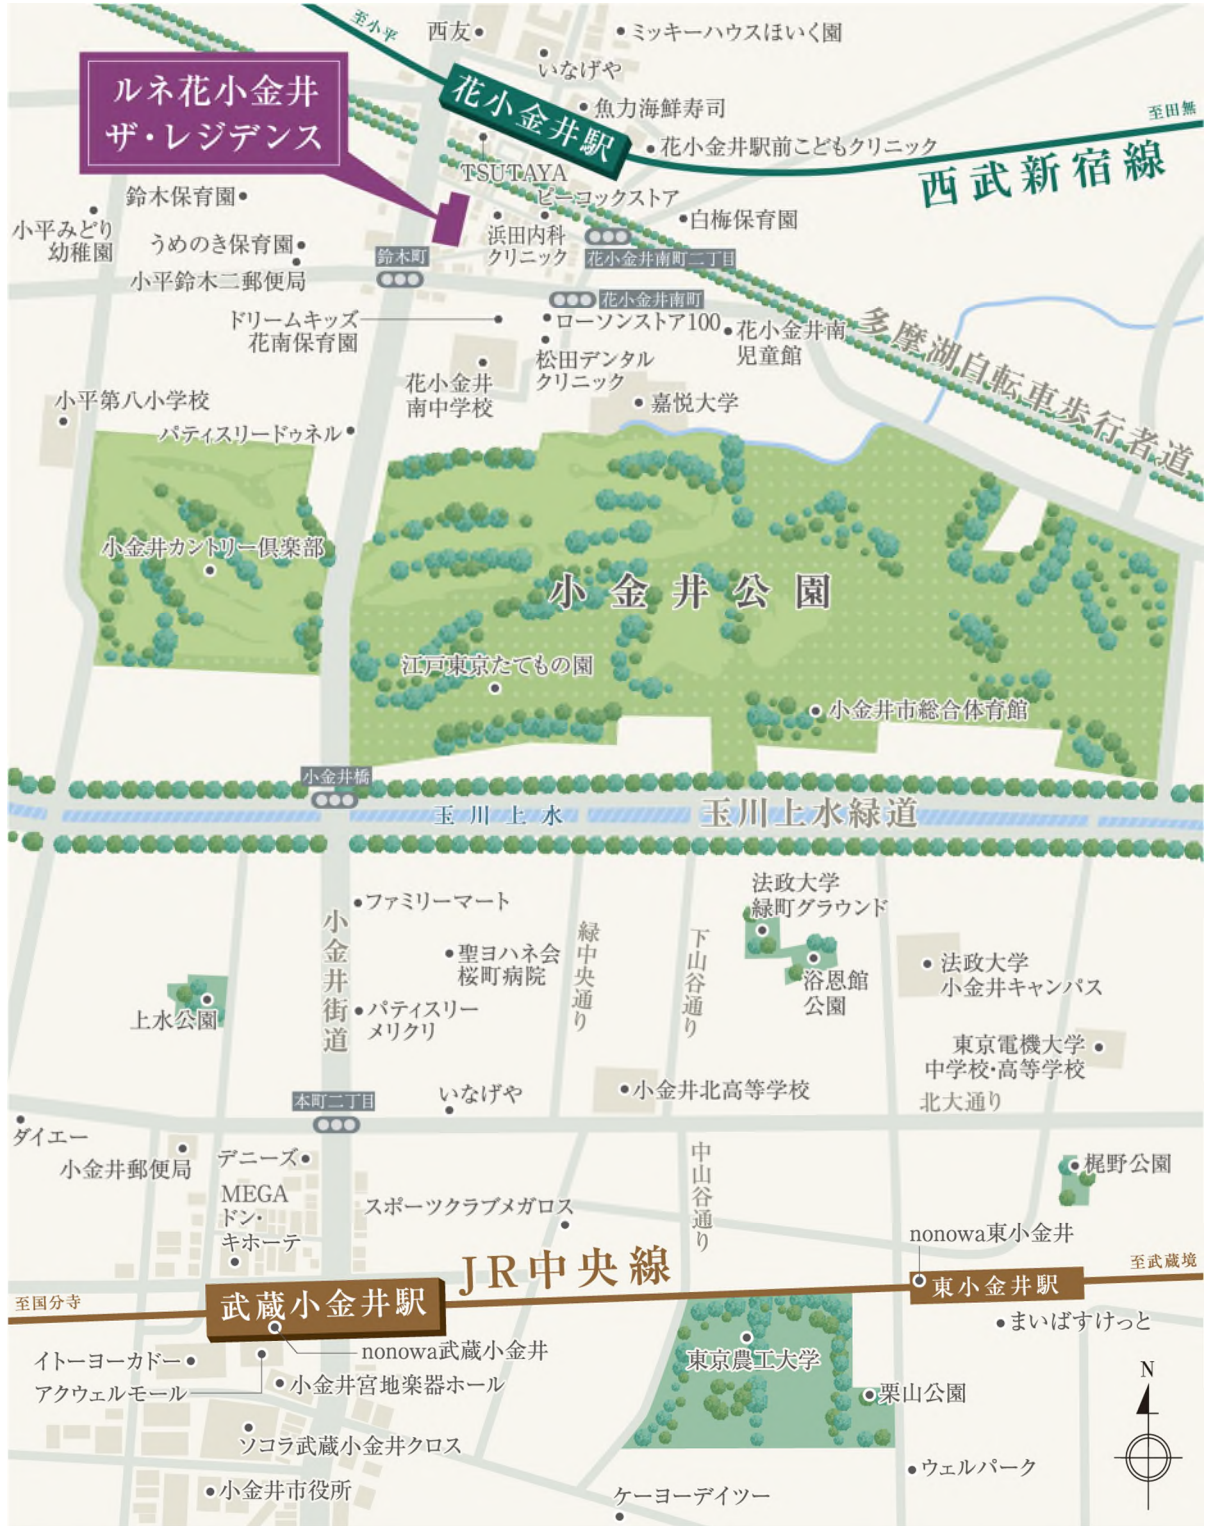 至小平
西友
ミッキーハウスほいく園
いなげや
ルネ花小金井
ザ・レジデンス
花小金井駅
魚力海鮮寿司
花小金井駅前こどもクリニック
至田無
西武新宿線
TSUTAYA
ピーコックストア
鈴木保育園
小平みどり
幼稚園
うめのき保育園
小平鈴木二郵便局
浜田内科
クリニック
白梅保育園
鈴木町
花小金井南町二丁目
花小金井南町
ドリームキッズ
花南保育園
ローソンストア100
花小金井南
児童館
多摩湖自転車歩行者道
松田デンタル
クリニック
花小金井
南中学校
嘉悦大学
小平第八小学校
パティスリードゥネル
小金井カントリー倶楽部
小金井公園
江戸東京たてもの園
小金井市総合体育館
小金井橋
玉川上水
玉川上水緑道
ファミリーマート
小金井街道
聖ヨハネ会
桜町病院
緑中央通り
下山谷通り
法政大学
緑町グラウンド
浴恩館
公園
法政大学
小金井キャンパス
上水公園
パティスリー
メリクリ
東京電機大学
中学校・高等学校
北大通り
小金井北高等学校
いなげや
本町二丁目
ダイエー
小金井郵便局
デニーズ
MEGA
ドン・
キホーテ
スポーツクラブメガロス
中山谷通り
梶野公園
nonowa東小金井
JR中央線
至武蔵境
東小金井駅
至国分寺
武蔵小金井駅
まいばすけっと
nonowa武蔵小金井
イトーヨーカドー
アクウェルモール
小金井宮地楽器ホール
東京農工大学
栗山公園
N
ソコラ武蔵小金井クロス
小金井市役所
ウェルパーク
ケーヨーデイツー